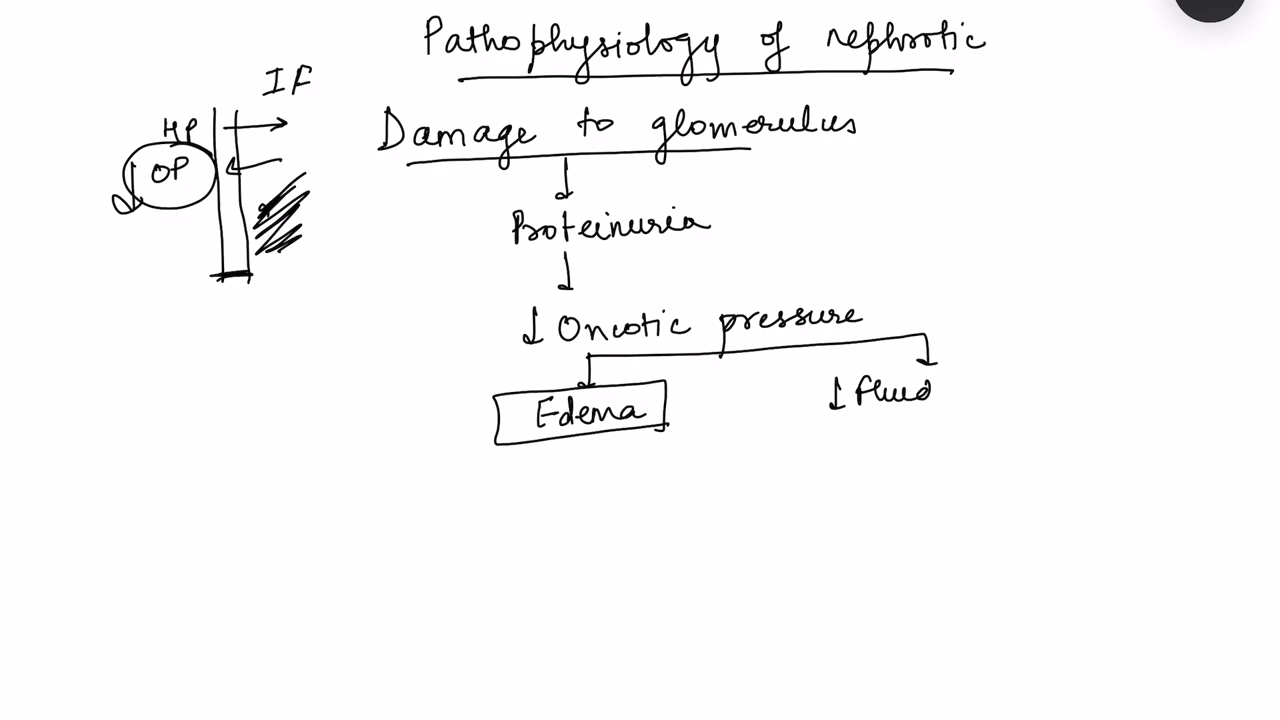 Pathophysiology of nephrotic
IF
HP
OP
Damage to glomerulus
Proteinuria
↓ Oncotic pressure
Edema
↓ fluid